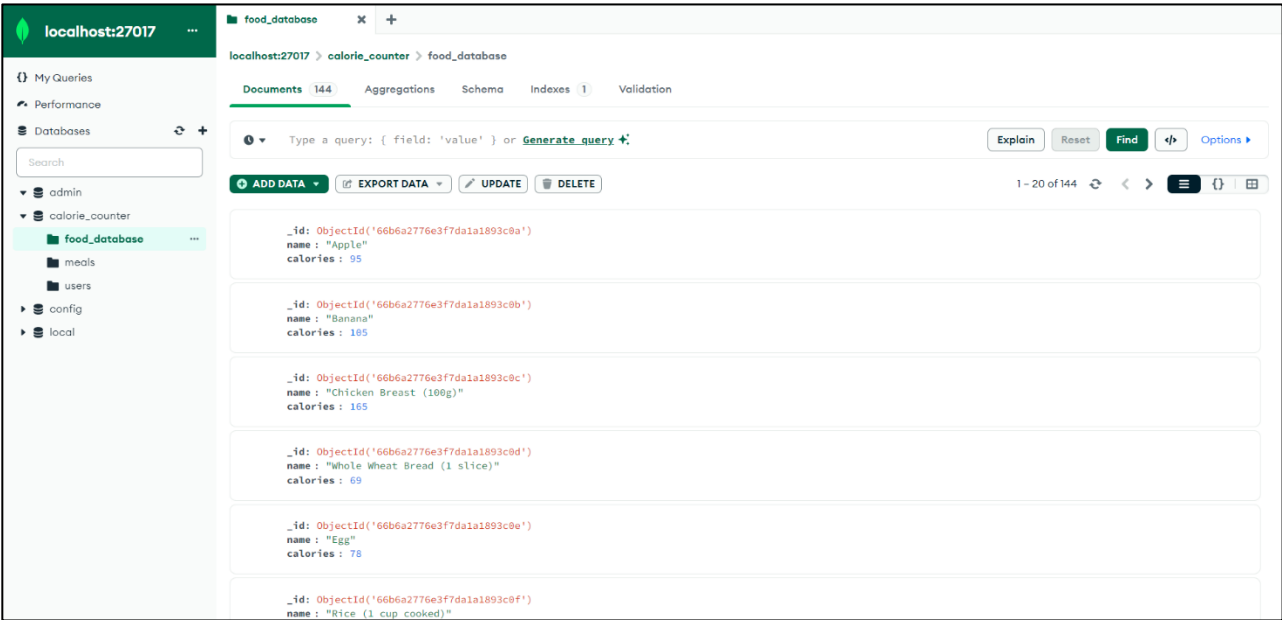 localhost:27017 ...
food_database × +
localhost:27017 > calorie_counter > food_database
{} My Queries
Performance
Databases
Search
admin
calorie_counter
food_database ...
meals
users
config
local
Documents 144 Aggregations Schema Indexes 1 Validation
Type a query: { field: 'value' } or Generate query
Explain Reset Find </> Options
ADD DATA EXPORT DATA UPDATE DELETE
1 – 20 of 144 {}
_id: ObjectId('66b6a2776e3f7da1a1893c0a')
name : "Apple"
calories : 95
_id: ObjectId('66b6a2776e3f7da1a1893c0b')
name : "Banana"
calories : 105
_id: ObjectId('66b6a2776e3f7da1a1893c0c')
name : "Chicken Breast (100g)"
calories : 165
_id: ObjectId('66b6a2776e3f7da1a1893c0d')
name : "Whole Wheat Bread (1 slice)"
calories : 69
_id: ObjectId('66b6a2776e3f7da1a1893c0e')
name : "Egg"
calories : 78
_id: ObjectId('66b6a2776e3f7da1a1893c0f')
name : "Rice (1 cup cooked)"